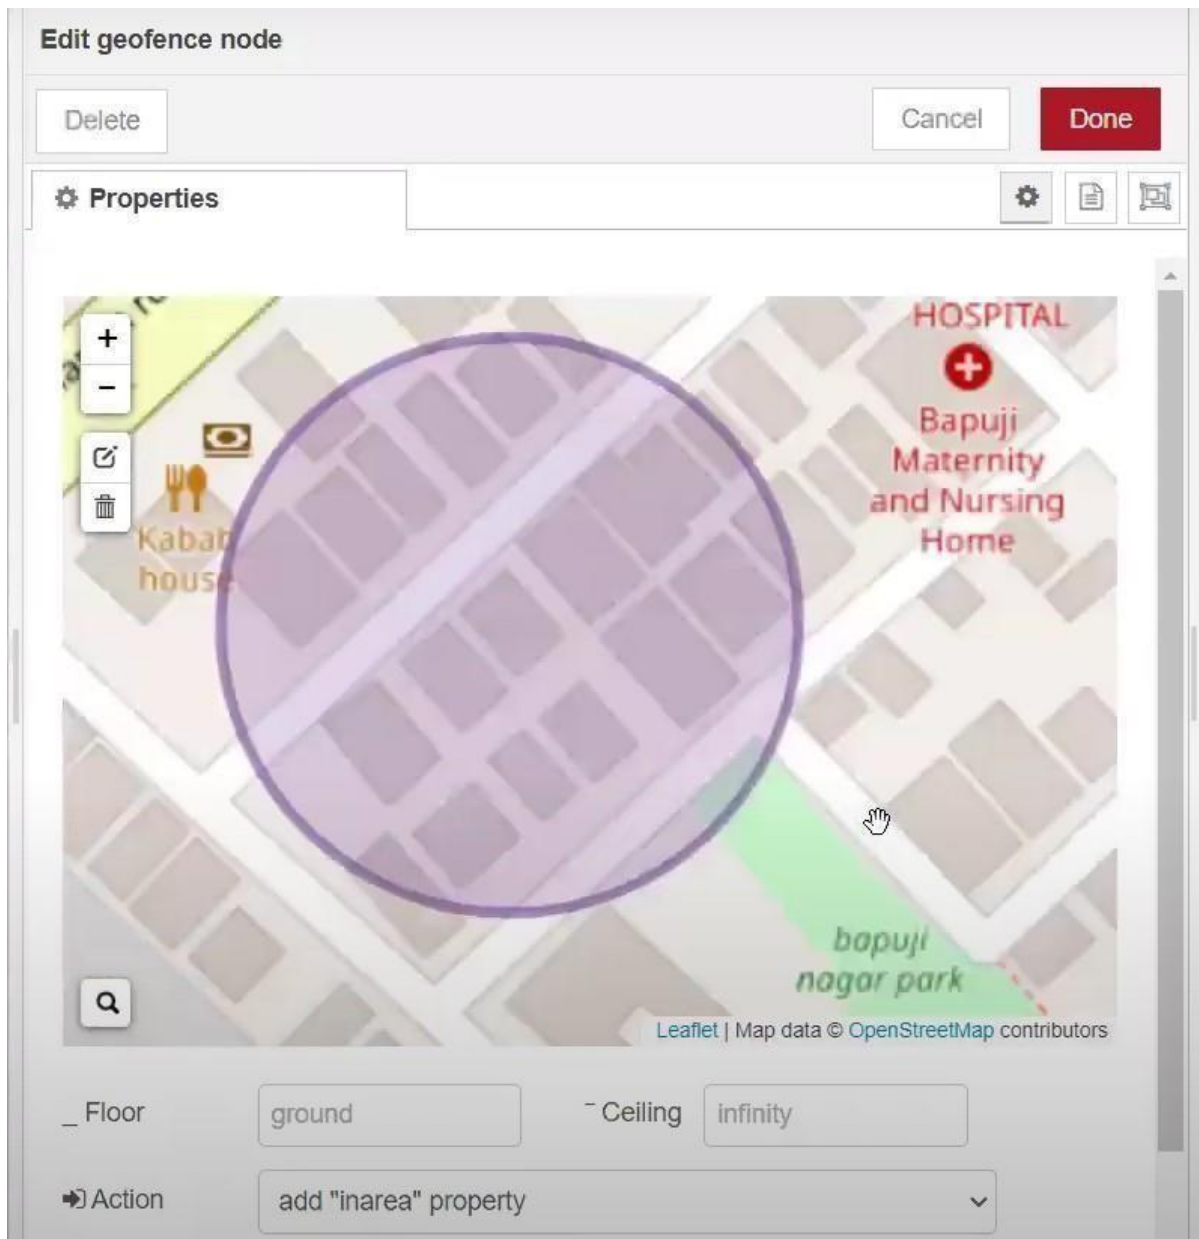 Edit geofence node
Delete
Cancel
Done
Properties
+
−
HOSPITAL
Bapuji
Maternity
and Nursing
Home
Kabab
house
bapuji
nagar park
Leaflet | Map data © OpenStreetMap contributors
_ Floor
ground
‾ Ceiling
infinity
Action
add "inarea" property